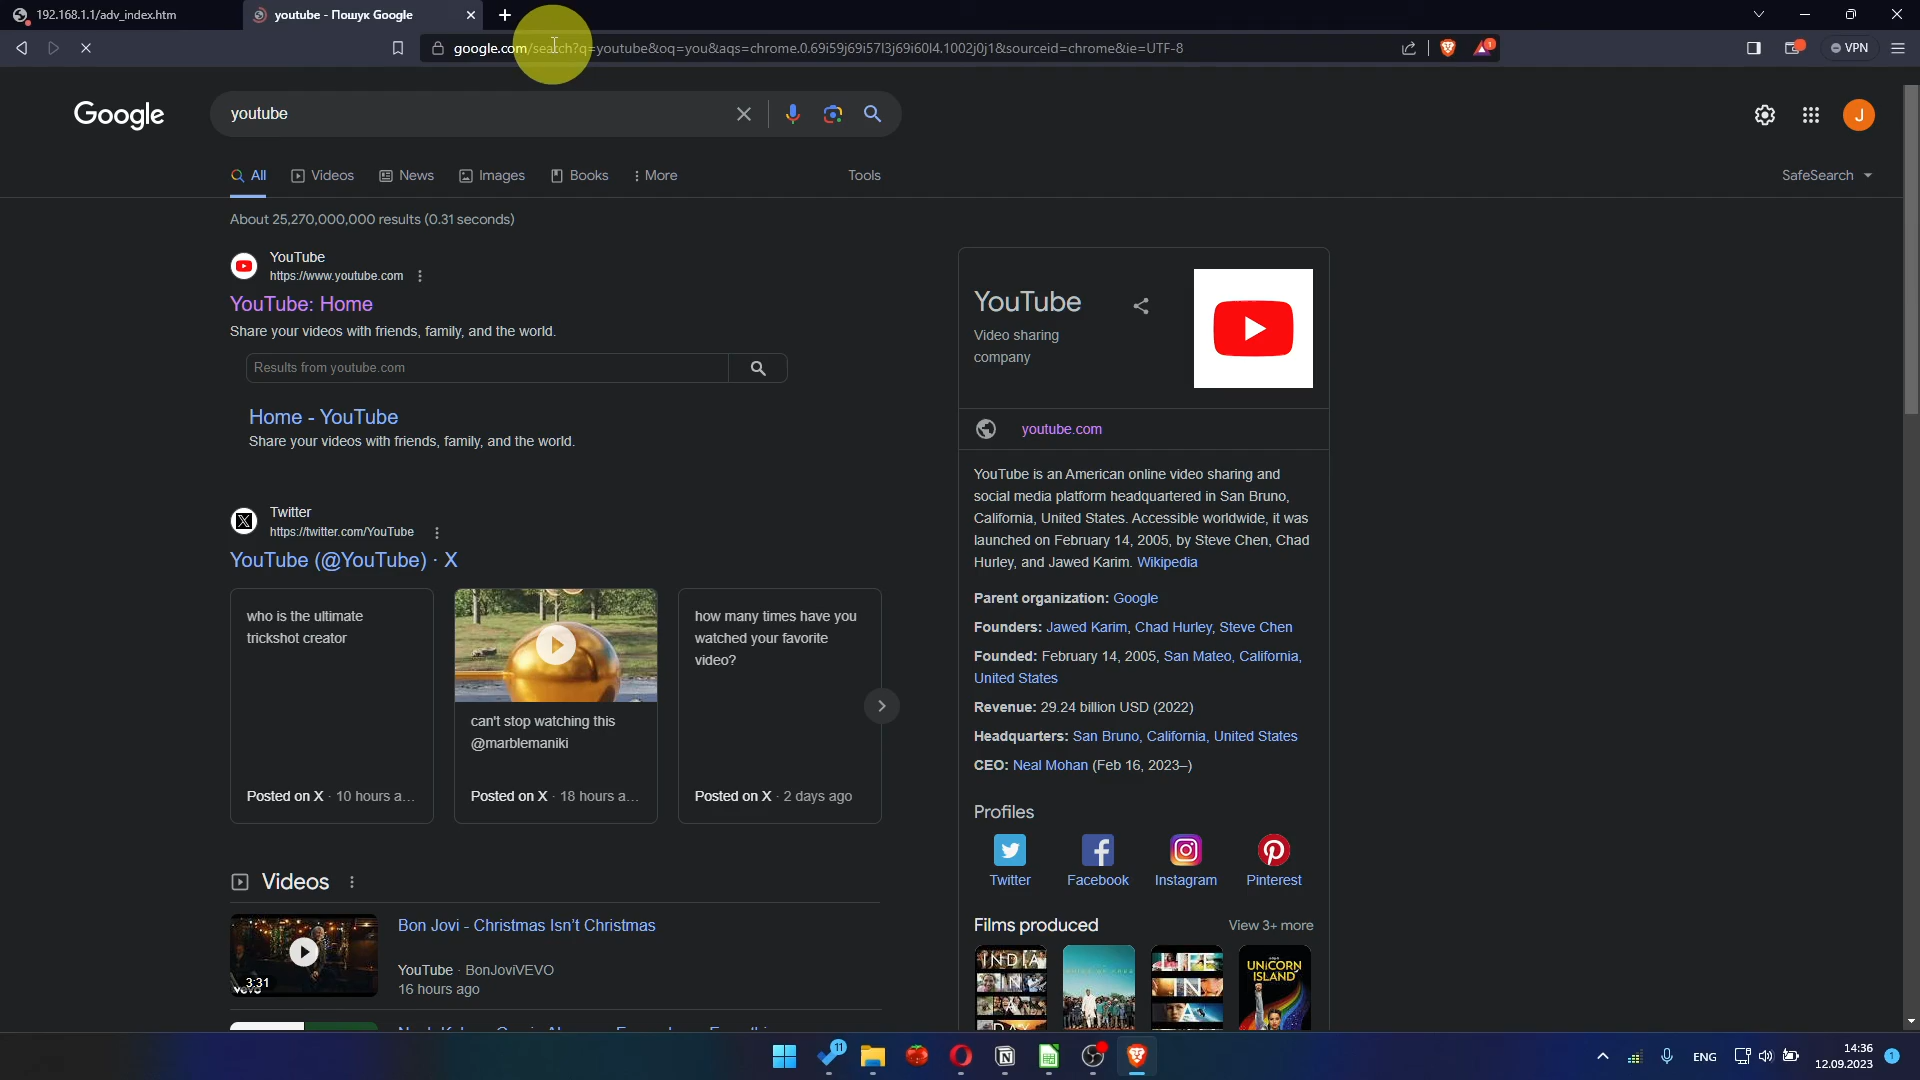 192.168.1.1/adv_index.htm
youtube - Пошук Google
google.com/search?q=youtube&oq=you&aqs=chrome.0.69i59j69i57l3j69i60l4.1002j0j1&sourceid=chrome&ie=UTF-8
1
VPN
Google
youtube
J
All
Videos
News
Images
Books
More
Tools
SafeSearch
About 25,270,000,000 results (0.31 seconds)
YouTube
https://www.youtube.com
YouTube: Home
Share your videos with friends, family, and the world.
Results from youtube.com
Home - YouTube
Share your videos with friends, family, and the world.
Twitter
https://twitter.com/YouTube
YouTube (@YouTube) · X
who is the ultimate
trickshot creator
Posted on X · 10 hours a...
can't stop watching this
@marblemaniki
Posted on X · 18 hours a...
how many times have you
watched your favorite
video?
Posted on X · 2 days ago
Videos
3:31
vevo
Bon Jovi - Christmas Isn't Christmas
YouTube · BonJoviVEVO
16 hours ago
YouTube
Video sharing
company
youtube.com
YouTube is an American online video sharing and
social media platform headquartered in San Bruno,
California, United States. Accessible worldwide, it was
launched on February 14, 2005, by Steve Chen, Chad
Hurley, and Jawed Karim. Wikipedia
Parent organization: Google
Founders: Jawed Karim, Chad Hurley, Steve Chen
Founded: February 14, 2005, San Mateo, California,
United States
Revenue: 29.24 billion USD (2022)
Headquarters: San Bruno, California, United States
CEO: Neal Mohan (Feb 16, 2023–)
Profiles
Twitter
Facebook
Instagram
Pinterest
Films produced
View 3+ more
INDIA
IN A
DAY
LIFE
IN A
UNICORN
ISLAND
11
ENG
14:36
12.09.2023
1